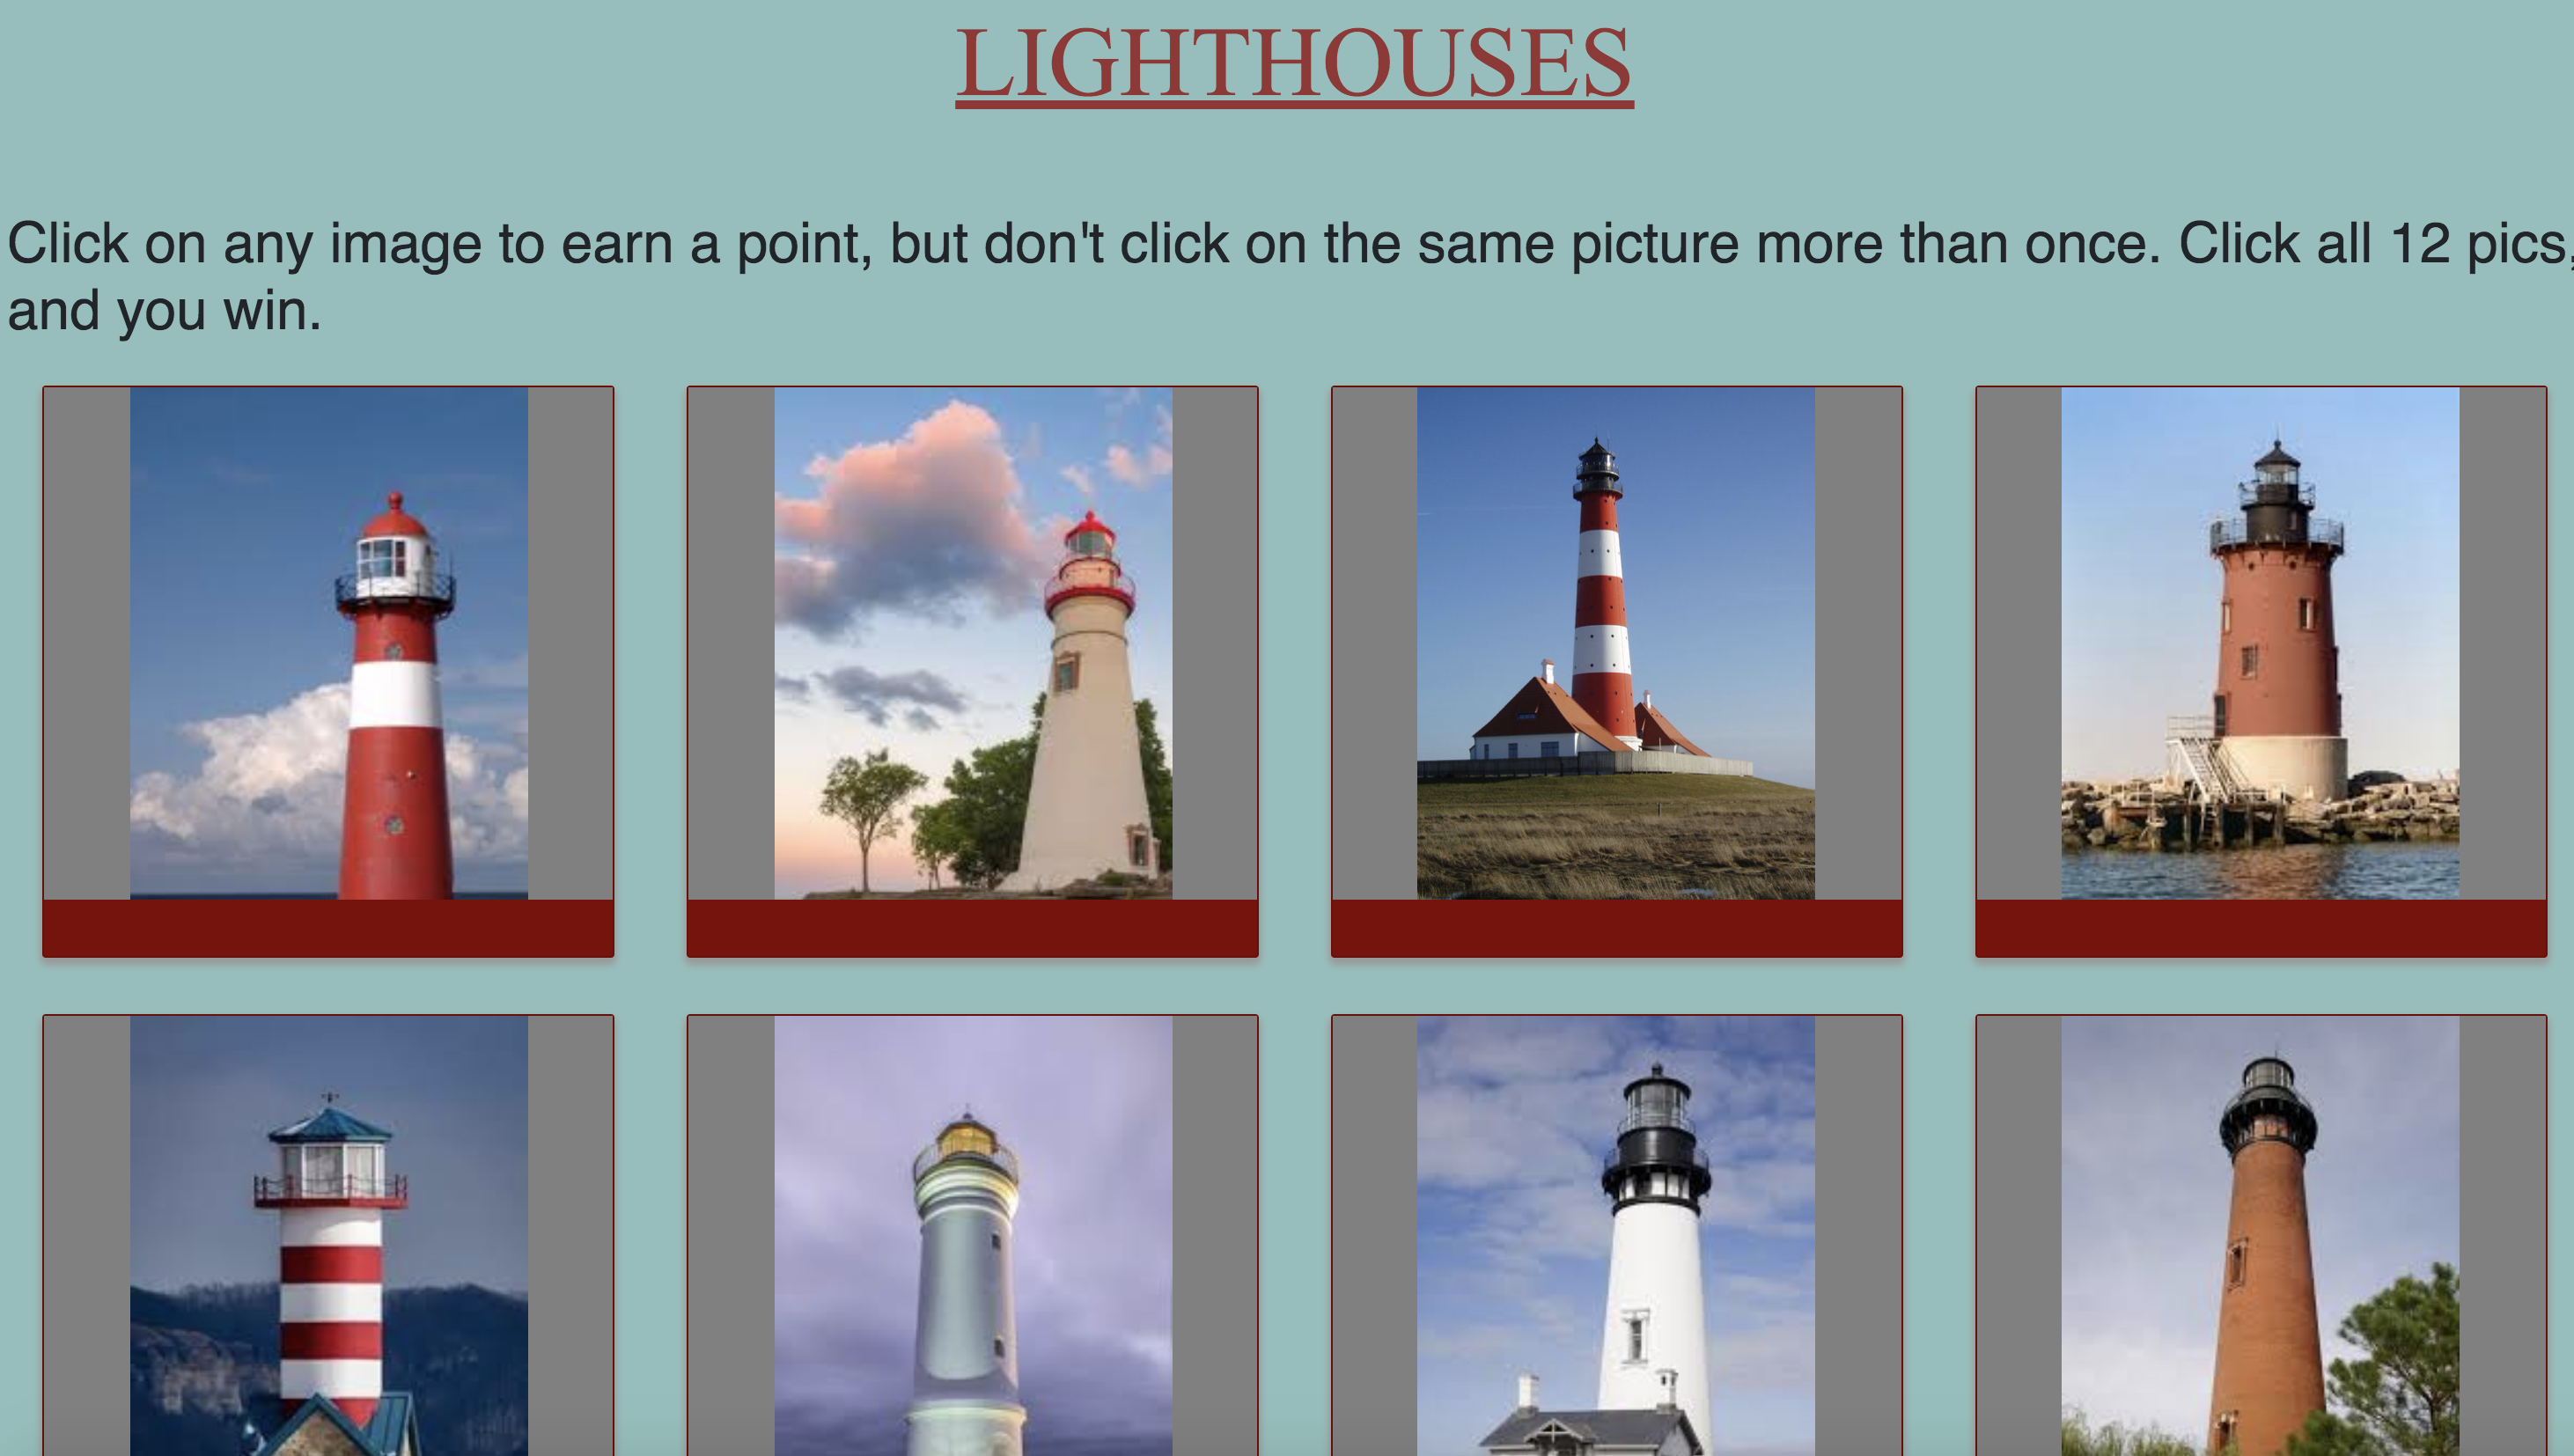 LIGHTHOUSES
Click on any image to earn a point, but don't click on the same picture more than once. Click all 12 pics,
and you win.